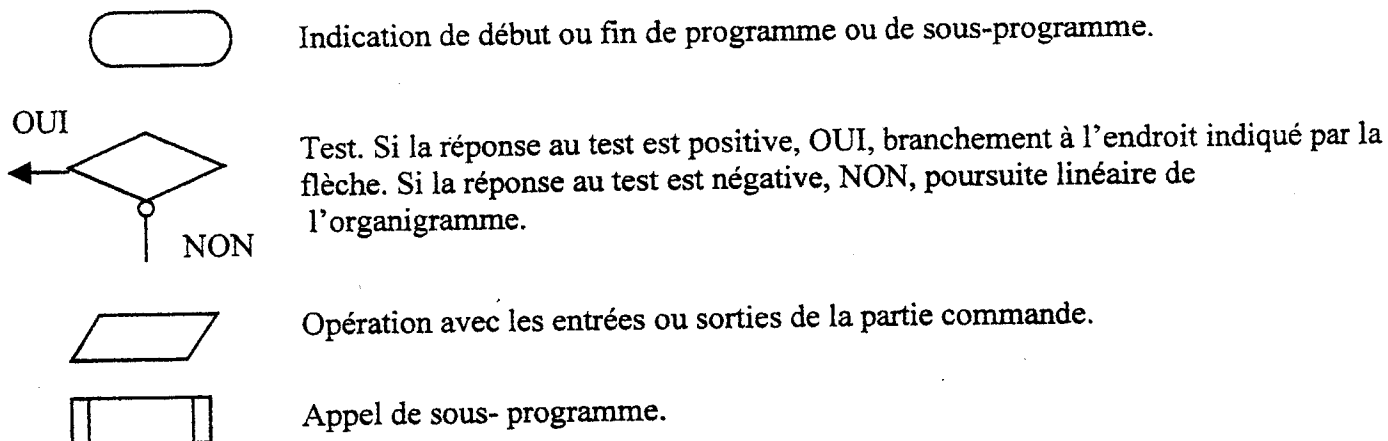 Indication de début ou fin de programme ou de sous-programme.
OUI
Test. Si la réponse au test est positive, OUI, branchement à l'endroit indiqué par la
flèche. Si la réponse au test est négative, NON, poursuite linéaire de
l'organigramme.
NON
Opération avec les entrées ou sorties de la partie commande.
Appel de sous- programme.